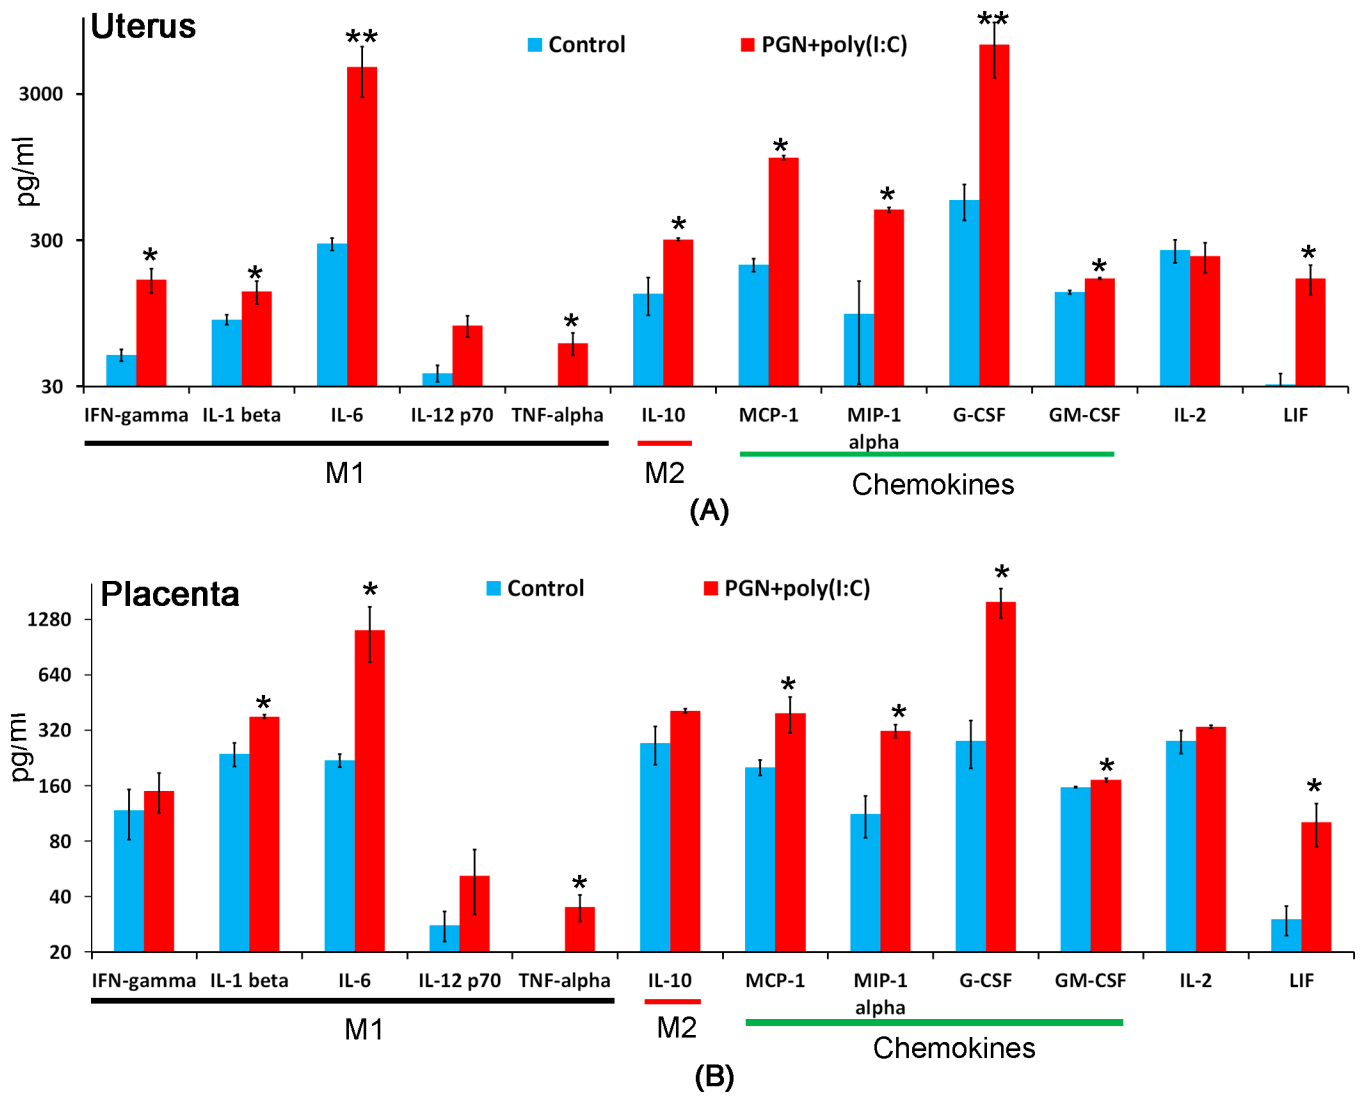 Uterus
Control
PGN+poly(I:C)
**
**
3000
*
*
*
*
*
*
*
*
*
pg/ml
300
30
IFN-gamma IL-1 beta IL-6 IL-12 p70 TNF-alpha IL-10 MCP-1 MIP-1 alpha G-CSF GM-CSF IL-2 LIF
M1
M2
Chemokines
(A)
Placenta
Control
PGN+poly(I:C)
*
*
*
*
*
*
*
*
1280
640
320
160
80
40
20
pg/ml
IFN-gamma IL-1 beta IL-6 IL-12 p70 TNF-alpha IL-10 MCP-1 MIP-1 alpha G-CSF GM-CSF IL-2 LIF
M1
M2
Chemokines
(B)